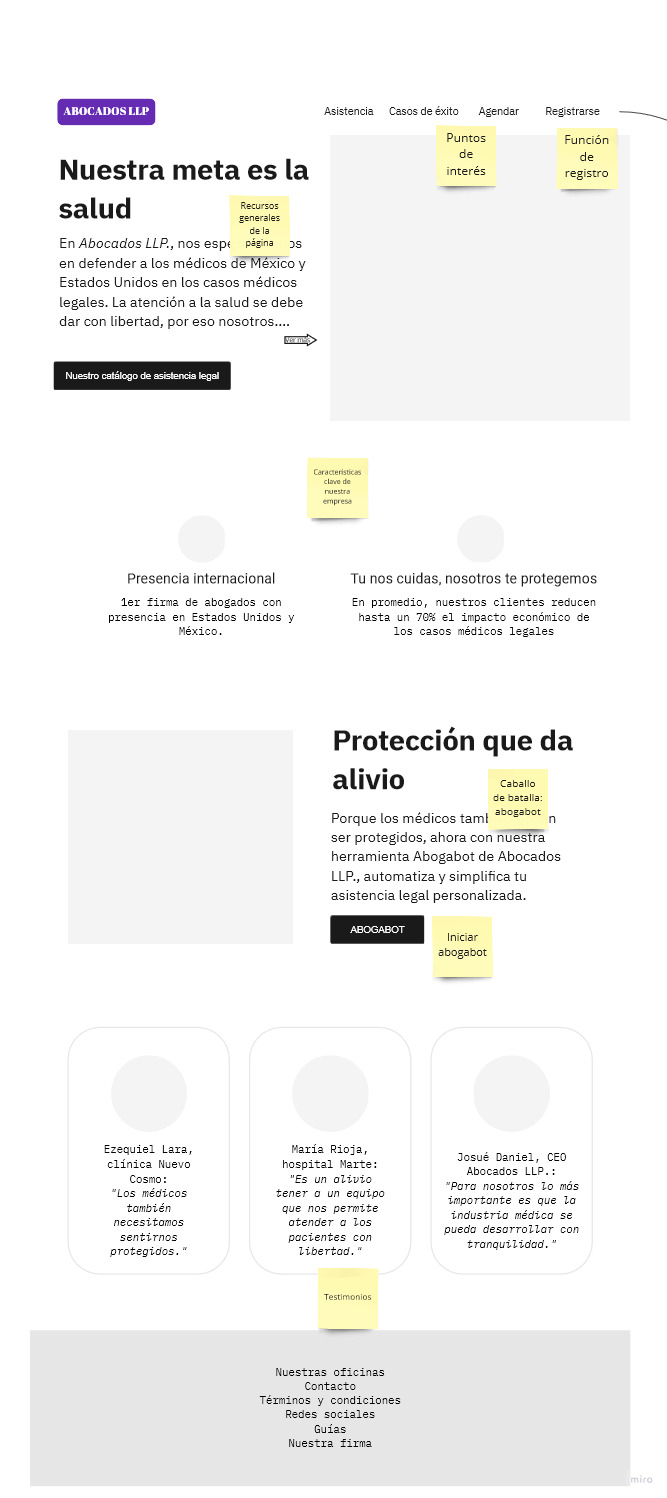 ABOCADOS LLP
Asistencia
Casos de éxito
Agendar
Registrarse
Puntos
de
interés
Función
de
registro
Nuestra meta es la
salud
Recursos
generales
de la
página
En Abocados LLP., nos
en defender a los médicos de México y
Estados Unidos en los casos médicos
legales. La atención a la salud se debe
dar con libertad, por eso nosotros....
Ver más
Nuestro catálogo de asistencia legal
Características
clave de
nuestra
empresa
Presencia internacional
1er firma de abogados con
presencia en Estados Unidos y
México.
Tu nos cuidas, nosotros te protegemos
En promedio, nuestros clientes reducen
hasta un 70% el impacto económico de
los casos médicos legales
Protección que da
alivio
Caballo
de batalla:
abogabot
Porque los médicos
ser protegidos, ahora con nuestra
herramienta Abogabot de Abocados
LLP., automatiza y simplifica tu
asistencia legal personalizada.
ABOGABOT
Iniciar
abogabot
Ezequiel Lara,
clínica Nuevo
Cosmo:
"Los médicos
también
necesitamos
sentirnos
protegidos."
María Rioja,
hospital Marte:
"Es un alivio
tener a un equipo
que nos permite
atender a los
pacientes con
libertad."
Josué Daniel, CEO
Abocados LLP.:
"Para nosotros lo más
importante es que la
industria médica se
pueda desarrollar con
tranquilidad."
Testimonios
Nuestras oficinas
Contacto
Términos y condiciones
Redes sociales
Guías
Nuestra firma
miro